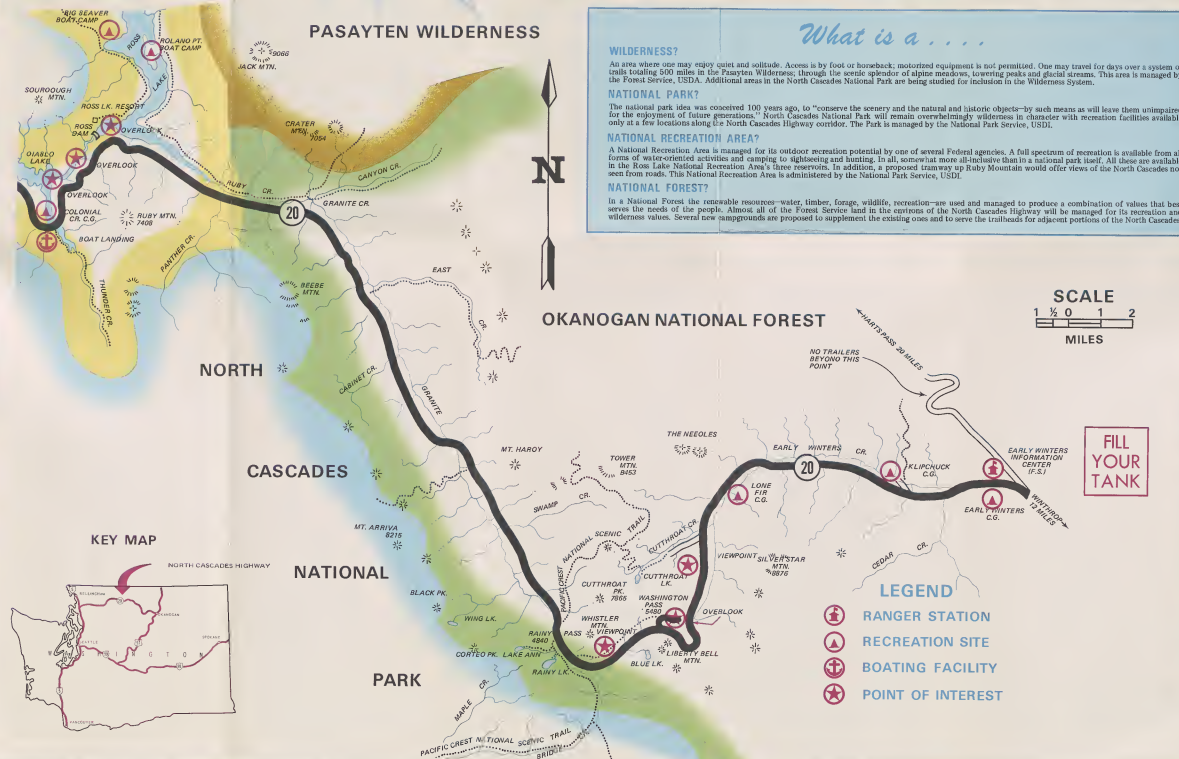 BIG BEAVER
BOAT CAMP
ROSS
LAKE
ROLAND PT.
BOAT CAMP
SOURDOUGH
MTN.
ROSS LK. RESORT
ROSS
DAM
OVERLOOK
DIABLO
LAKE
OVERLOOK
OVERLOOK
COLONIAL
CR. C.G.
RUBY MTN.
7408
BOAT LANDING
THUNDER CR.
PANTHER CR.
RUBY
CR.
PASAYTEN WILDERNESS
9066
JACK MTN.
CRATER
MTN.
7054
CANYON CR.
20
GRANITE CR.
BEEBE
MTN.
EAST
CR.
N
What is a . . . .
WILDERNESS?
An area where one may enjoy quiet and solitude. Access is by foot or horseback; motorized equipment is not permitted. One may travel for days over a system o
trails totaling 500 miles in the Pasayten Wilderness; through the scenic splendor of alpine meadows, towering peaks and glacial streams. This area is managed by
the Forest Service, USDA. Additional areas in the North Cascades National Park are being studied for inclusion in the Wilderness System.
NATIONAL PARK?
The national park idea was conceived 100 years ago, to "conserve the scenery and the natural and historic objects—by such means as will leave them unimpaire
for the enjoyment of future generations." North Cascades National Park will remain overwhelmingly wilderness in character with recreation facilities availabl
only at a few locations along the North Cascades Highway corridor. The Park is managed by the National Park Service, USDI.
NATIONAL RECREATION AREA?
A National Recreation Area is managed for its outdoor recreation potential by one of several Federal agencies. A full spectrum of recreation is available from al
forms of water-oriented activities and camping to sightseeing and hunting. In all, somewhat more all-inclusive than in a national park itself. All these are availabl
in the Ross Lake National Recreation Area's three reservoirs. In addition, a proposed tramway up Ruby Mountain would offer views of the North Cascades no
seen from roads. This National Recreation Area is administered by the National Park Service, USDI.
NATIONAL FOREST?
In a National Forest the renewable resources—water, timber, forage, wildlife, recreation—are used and managed to produce a combination of values that bes
serves the needs of the people. Almost all of the Forest Service land in the environs of the North Cascades Highway will be managed for its recreation and
wilderness values. Several new campgrounds are proposed to supplement the existing ones and to serve the trailheads for adjacent portions of the North Cascades
OKANOGAN NATIONAL FOREST
SCALE
1 ½ 0 1 2
MILES
HARTS PASS 20 MILES
NO TRAILERS
BEYOND THIS
POINT
NORTH
CASCADES
NATIONAL
PARK
CABINET CR.
GRANITE
MT. HARDY
TOWER
MTN.
8453
THE NEEDLES
EARLY WINTERS CR.
20
KLIPCHUCK
C.G.
EARLY WINTERS
INFORMATION
CENTER
(F.S.)
FILL
YOUR
TANK
EARLY WINTERS
C.G.
WINTHROP
13 MILES
LONE
FIR
C.G.
SWAMP CR.
PACIFIC CREST
NATIONAL SCENIC TRAIL
CUTTHROAT CR.
CUTTHROAT
LK.
CUTTHROAT
PK.
7865
VIEWPOINT
SILVER STAR
MTN.
8876
CEDAR CR.
WASHINGTON
PASS
5480
OVERLOOK
WHISTLER
MTN.
VIEWPOINT
LIBERTY BELL
MTN.
BLUE LK.
MT. ARRIVA
8215
BLACK PK.
WING LK.
RAINY PASS
4840
CORTEO PK.
LAKE ANN
RAINY LK.
MAPLE CR.
PACIFIC CREST NATIONAL SCENIC TRAIL
BRIDGE
KEY MAP
NORTH CASCADES HIGHWAY
BELLINGHAM
OKANOGAN
SEATTLE
SPOKANE
WASHINGTON
VANCOUVER
LEGEND
RANGER STATION
RECREATION SITE
BOATING FACILITY
POINT OF INTEREST